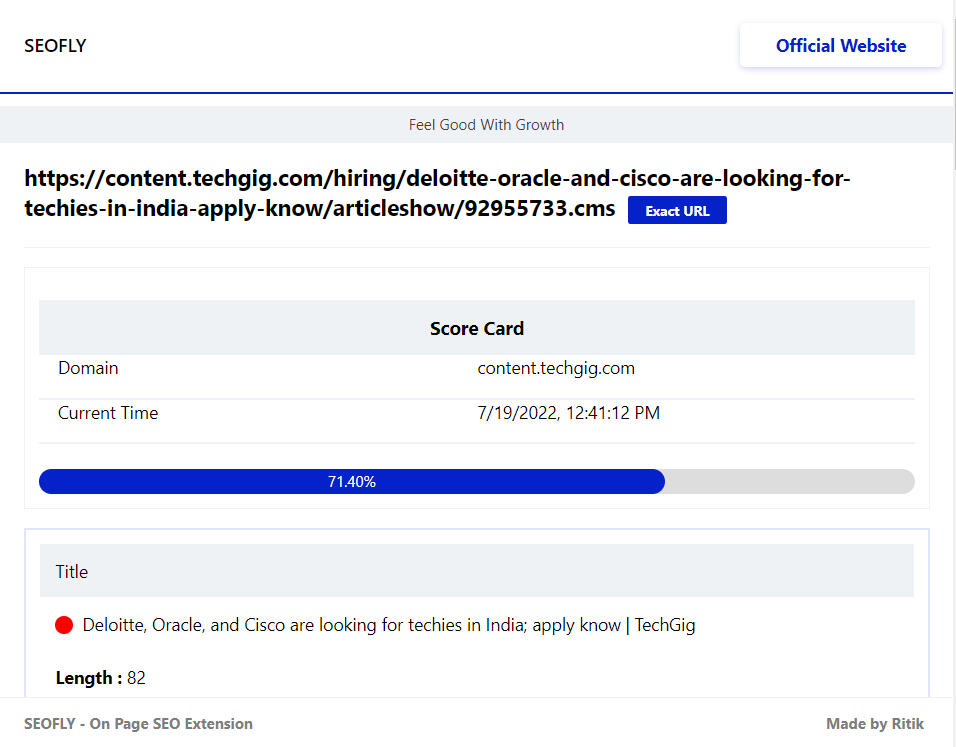 SEOFLY
Official Website
Feel Good With Growth
https://content.techgig.com/hiring/deloitte-oracle-and-cisco-are-looking-for-
techies-in-india-apply-know/articleshow/92955733.cms Exact URL
Score Card
Domain content.techgig.com
Current Time 7/19/2022, 12:41:12 PM
71.40%
Title
Deloitte, Oracle, and Cisco are looking for techies in India; apply know | TechGig
Length : 82
SEOFLY - On Page SEO Extension
Made by Ritik